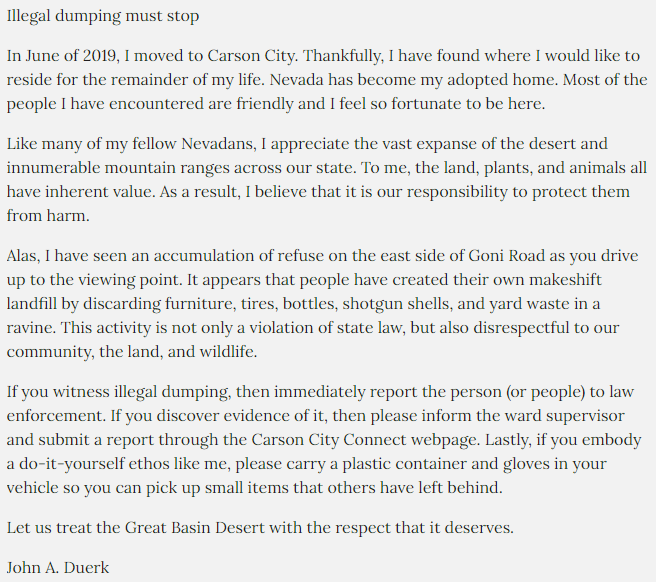 Illegal dumping must stop
In June of 2019, I moved to Carson City. Thankfully, I have found where I would like to
reside for the remainder of my life. Nevada has become my adopted home. Most of the
people I have encountered are friendly and I feel so fortunate to be here.
Like many of my fellow Nevadans, I appreciate the vast expanse of the desert and
innumerable mountain ranges across our state. To me, the land, plants, and animals all
have inherent value. As a result, I believe that it is our responsibility to protect them
from harm.
Alas, I have seen an accumulation of refuse on the east side of Goni Road as you drive
up to the viewing point. It appears that people have created their own makeshift
landfill by discarding furniture, tires, bottles, shotgun shells, and yard waste in a
ravine. This activity is not only a violation of state law, but also disrespectful to our
community, the land, and wildlife.
If you witness illegal dumping, then immediately report the person (or people) to law
enforcement. If you discover evidence of it, then please inform the ward supervisor
and submit a report through the Carson City Connect webpage. Lastly, if you embody
a do-it-yourself ethos like me, please carry a plastic container and gloves in your
vehicle so you can pick up small items that others have left behind.
Let us treat the Great Basin Desert with the respect that it deserves.
John A. Duerk